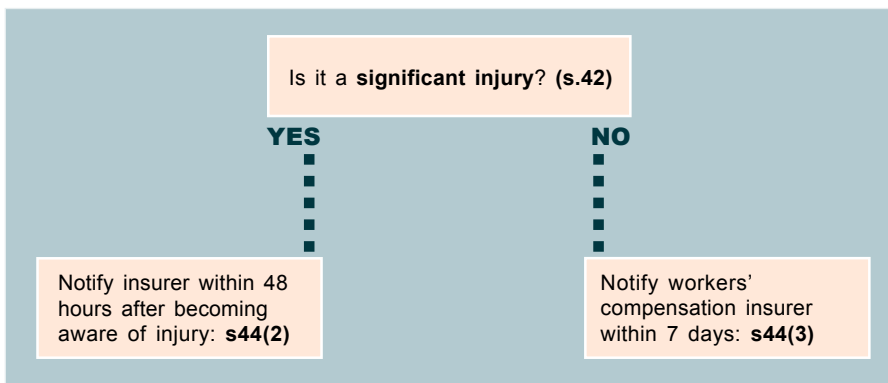 Is it a significant injury? (s.42)
YES
NO
Notify insurer within 48
hours after becoming
aware of injury: s44(2)
Notify workers’
compensation insurer
within 7 days: s44(3)